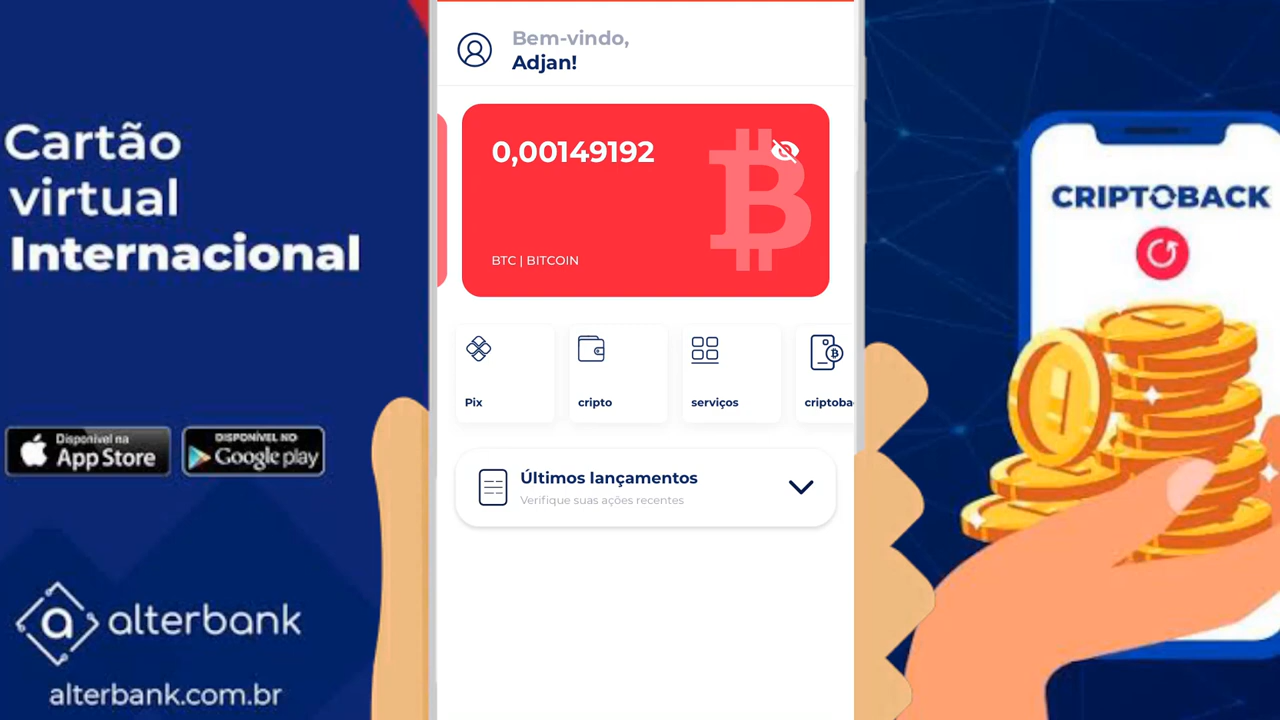 Cartão
virtual
Internacional
Disponível na
App Store
DISPONÍVEL NO
Google play
a alterbank
alterbank.com.br
Bem-vindo,
Adjan!
0,00149192
BTC | BITCOIN
Pix
cripto
serviços
criptoba
Últimos lançamentos
Verifique suas ações recentes
CRIPTOBACK